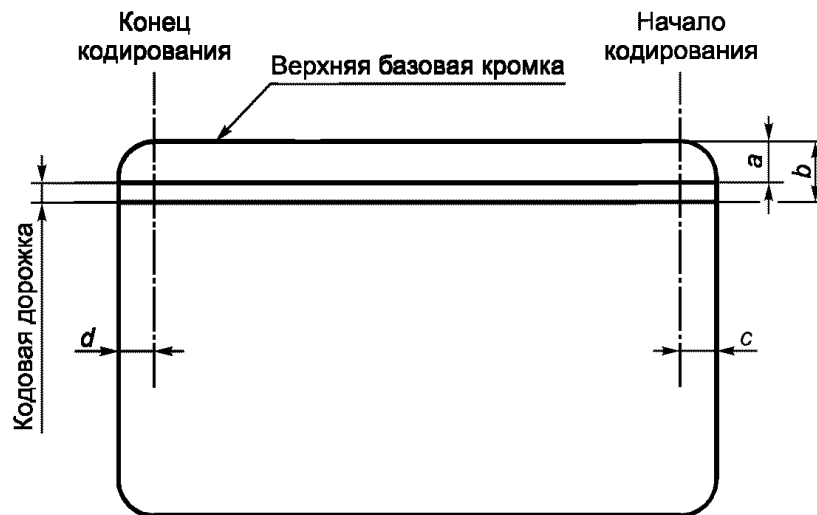 Конец
кодирования
Начало
кодирования
Верхняя базовая кромка
a
b
Кодовая дорожка
d
c